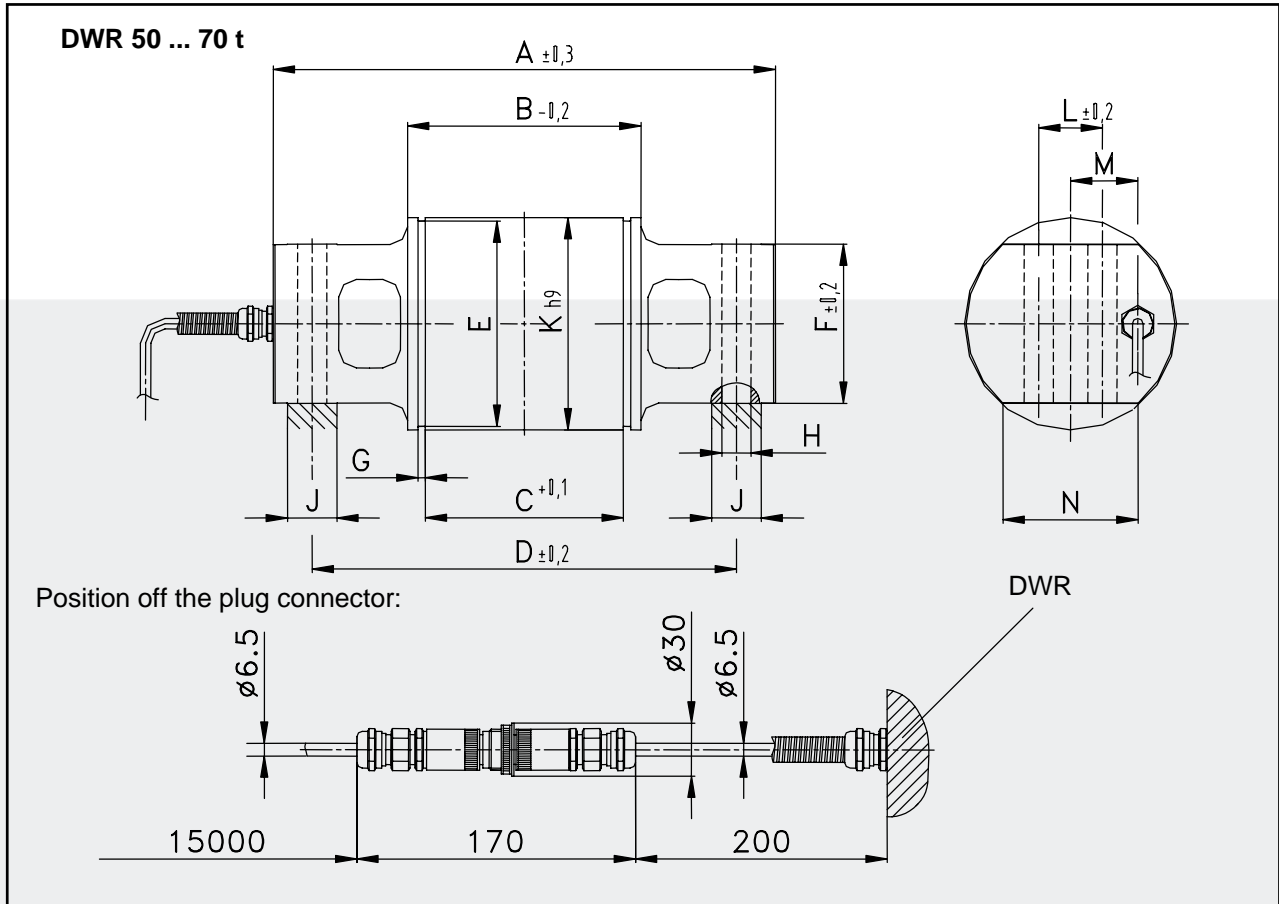 DWR 50 ... 70 t
A ±0,3
B -0,2
L ±0,2
M
E
K h9
F ±0,2
H
G
J
C +0,1
J
N
D ±0,2
Position off the plug connector:
DWR
ø6.5
ø30
ø6.5
15000
170
200